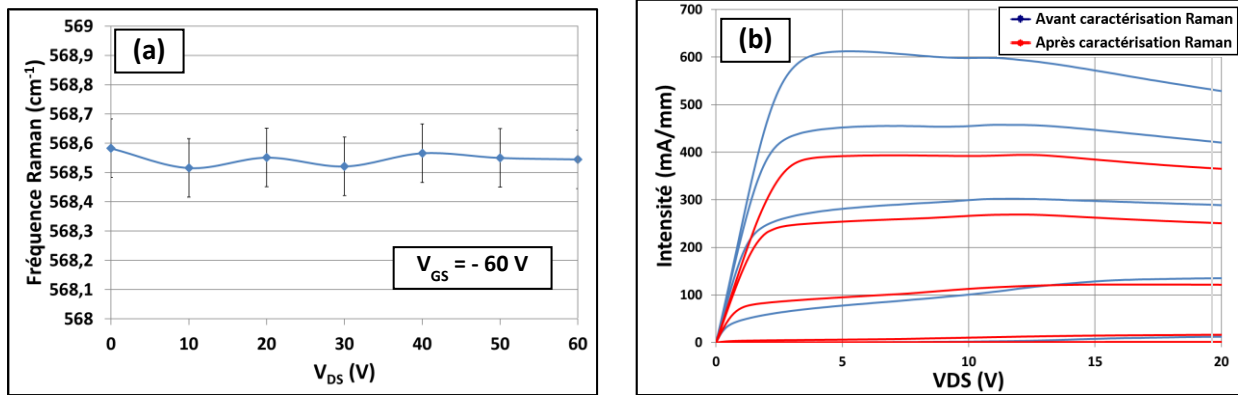 (a)
Fréquence Raman (cm-1)
569
568,9
568,8
568,7
568,6
568,5
568,4
568,3
568,2
568,1
568
VGS = - 60 V
0 10 20 30 40 50 60
VDS (V)
(b)
Avant caractérisation Raman
Après caractérisation Raman
Intensité (mA/mm)
700
600
500
400
300
200
100
0
0 5 10 15 20
VDS (V)